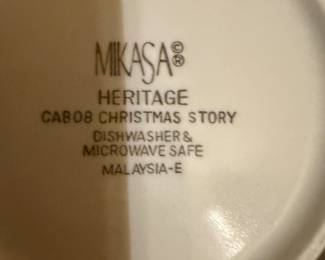 MIKASA©®
HERITAGE
CAB08 CHRISTMAS STORY
DISHWASHER &
MICROWAVE SAFE
MALAYSIA-E